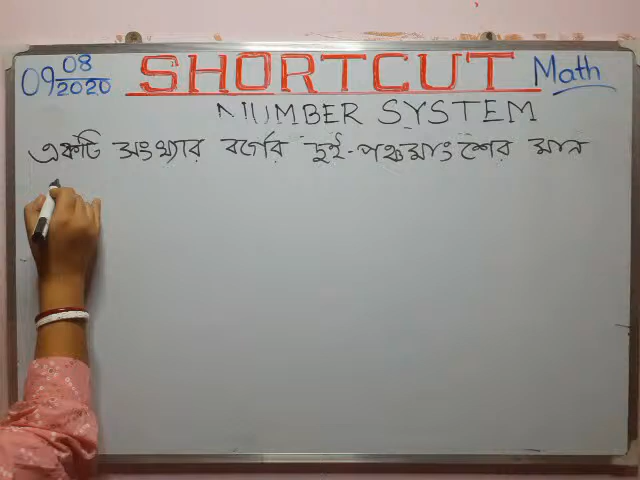 09 08/2020 SHORTCUT Math
NUMBER SYSTEM
একটি সংখ্যার বর্গের দুই-পঞ্চমাংশের মান